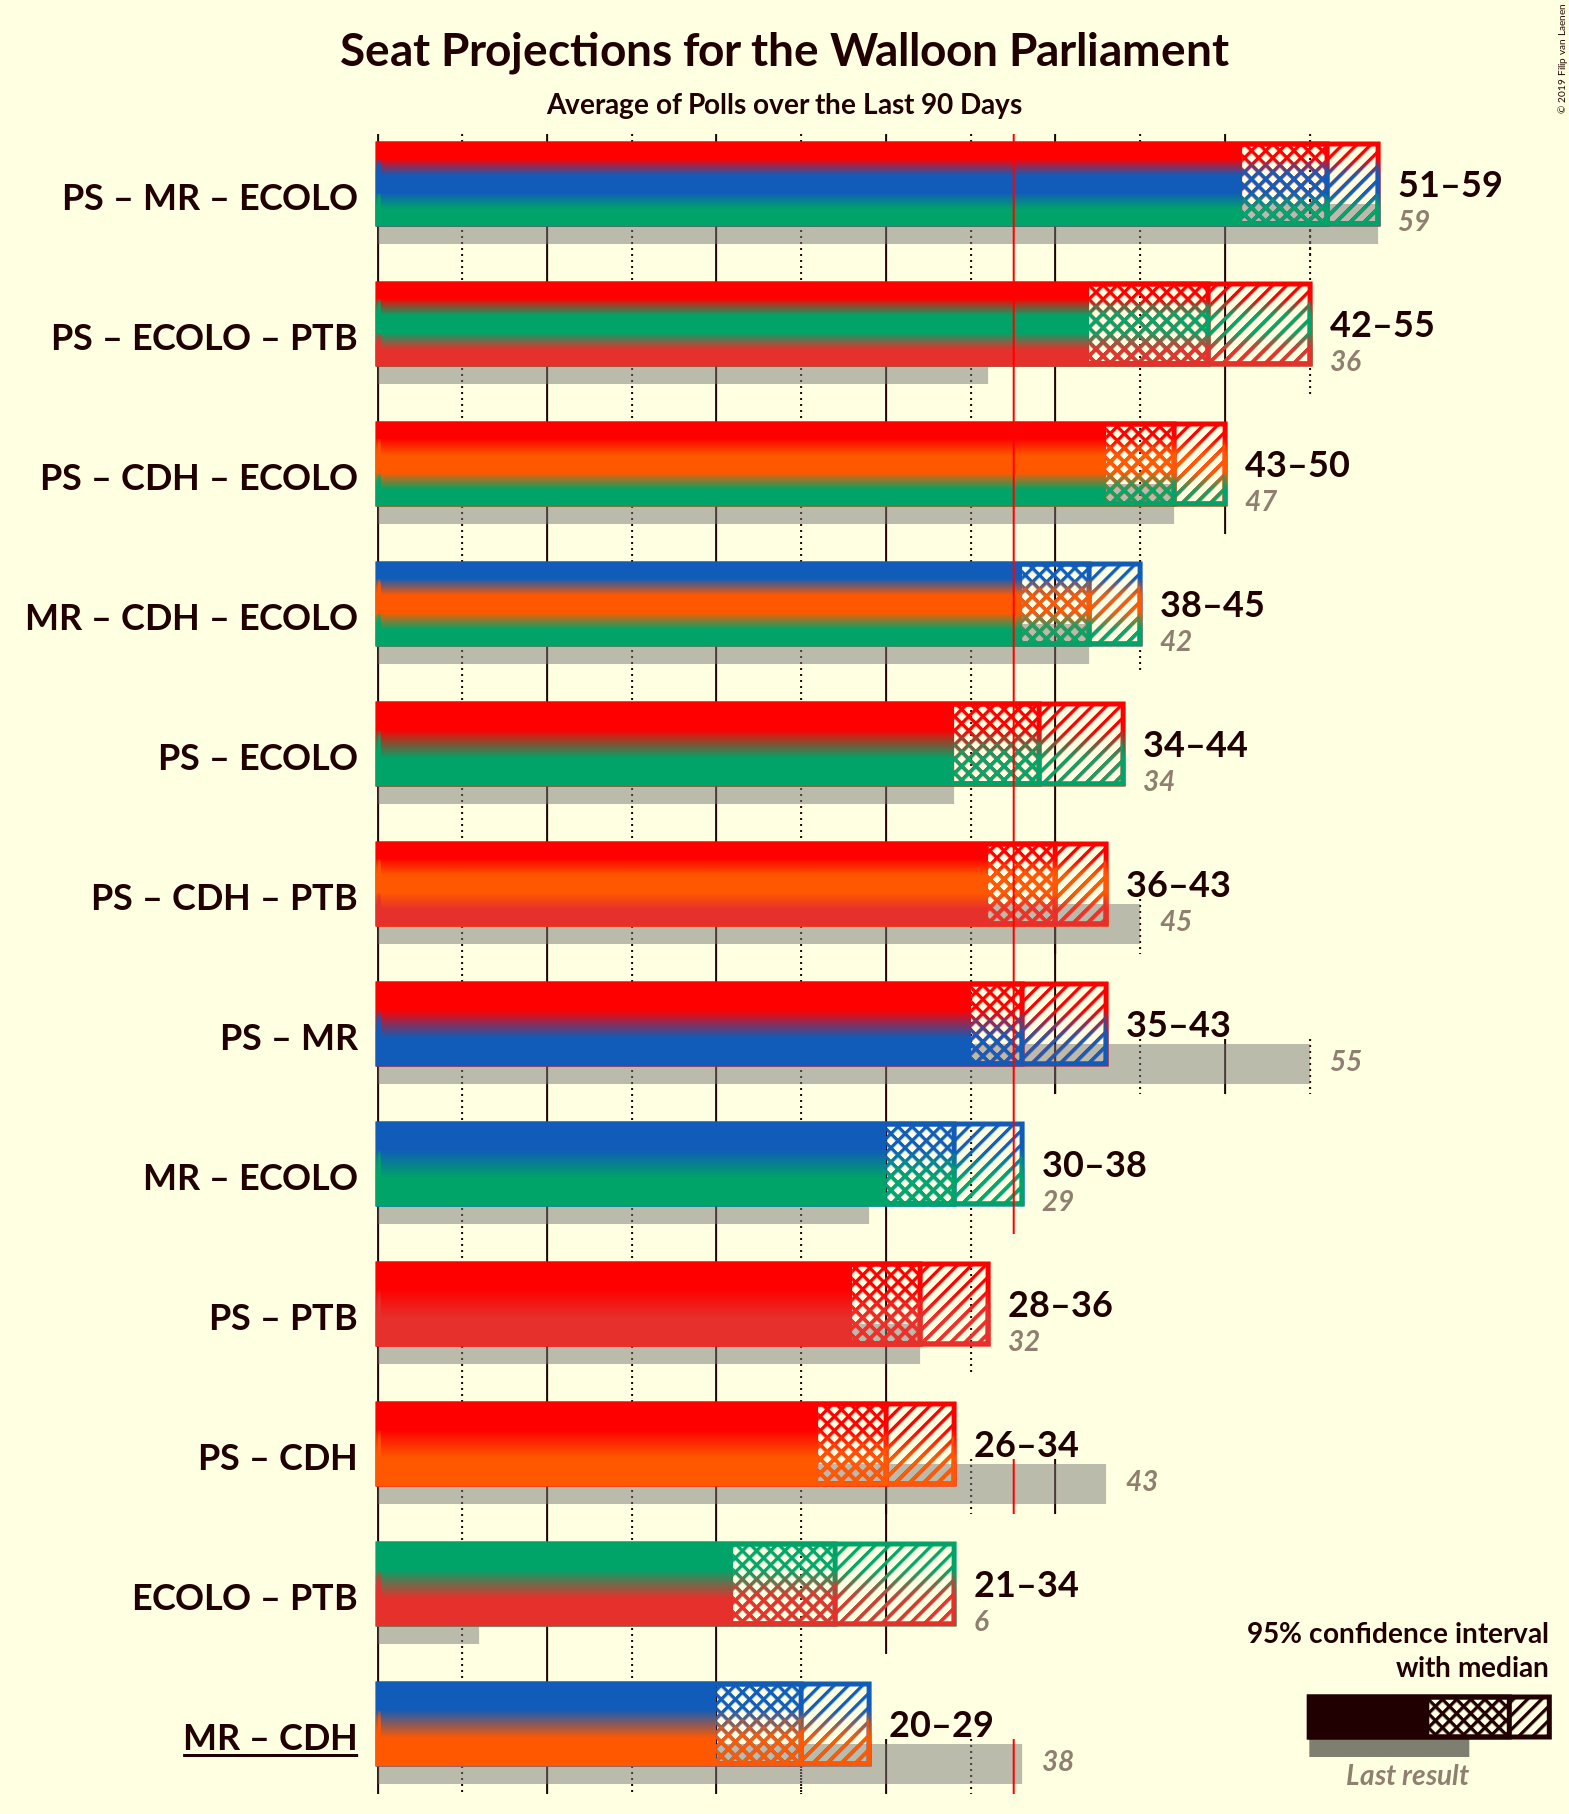 Seat Projections for the Walloon Parliament
Average of Polls over the Last 90 Days
© 2019 Filip van Laenen
PS – MR – ECOLO
51–59
59
PS – ECOLO – PTB
42–55
36
PS – CDH – ECOLO
43–50
47
MR – CDH – ECOLO
38–45
42
PS – ECOLO
34–44
34
PS – CDH – PTB
36–43
45
PS – MR
35–43
55
MR – ECOLO
30–38
29
PS – PTB
28–36
32
PS – CDH
26–34
43
ECOLO – PTB
21–34
6
MR – CDH
20–29
38
95% confidence interval
with median
Last result